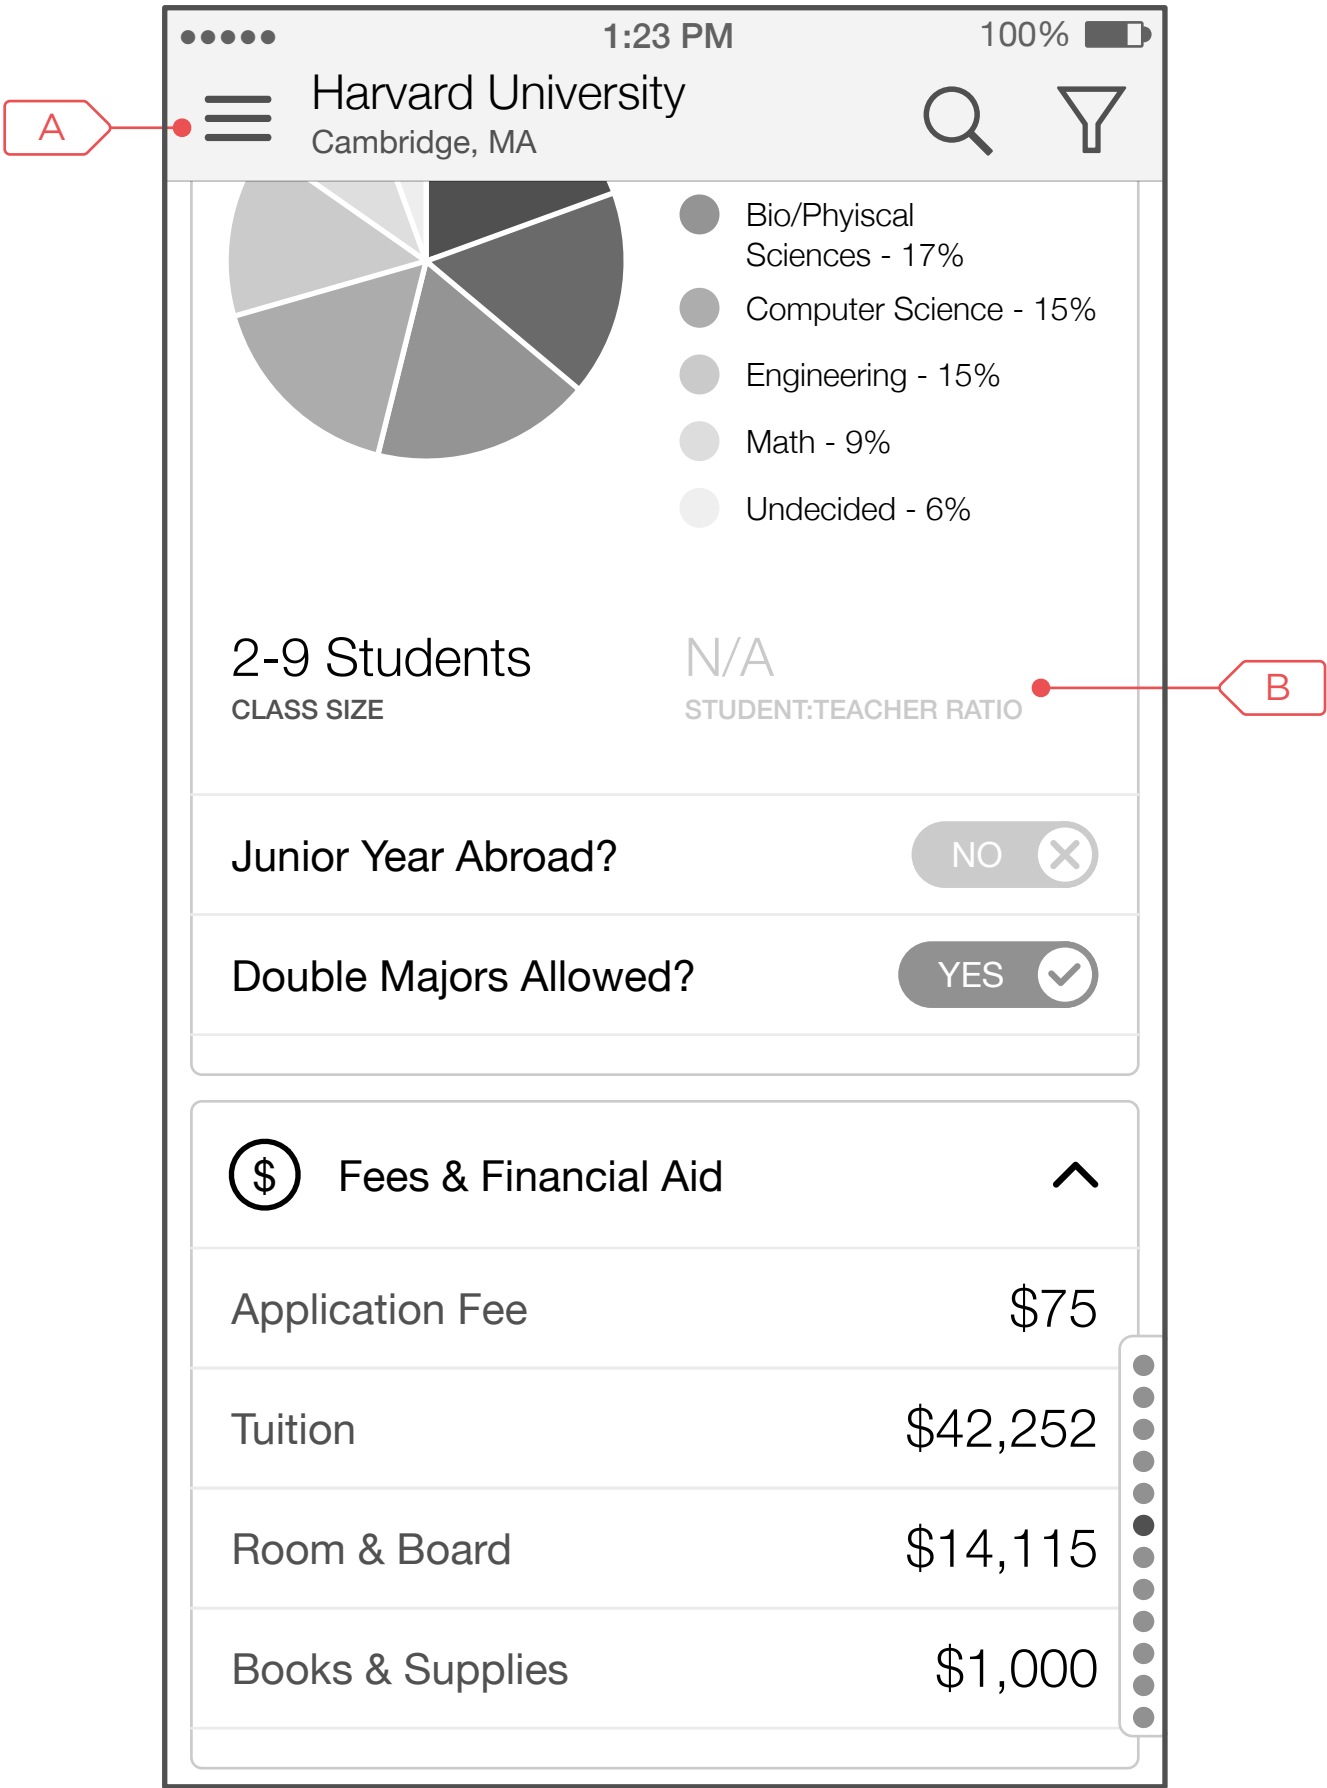 1:23 PM
100%
A
Harvard University
Cambridge, MA
Bio/Phyiscal
Sciences - 17%
Computer Science - 15%
Engineering - 15%
Math - 9%
Undecided - 6%
2-9 Students
CLASS SIZE
N/A
STUDENT:TEACHER RATIO
B
Junior Year Abroad?
NO
Double Majors Allowed?
YES
$
Fees & Financial Aid
Application Fee
$75
Tuition
$42,252
Room & Board
$14,115
Books & Supplies
$1,000